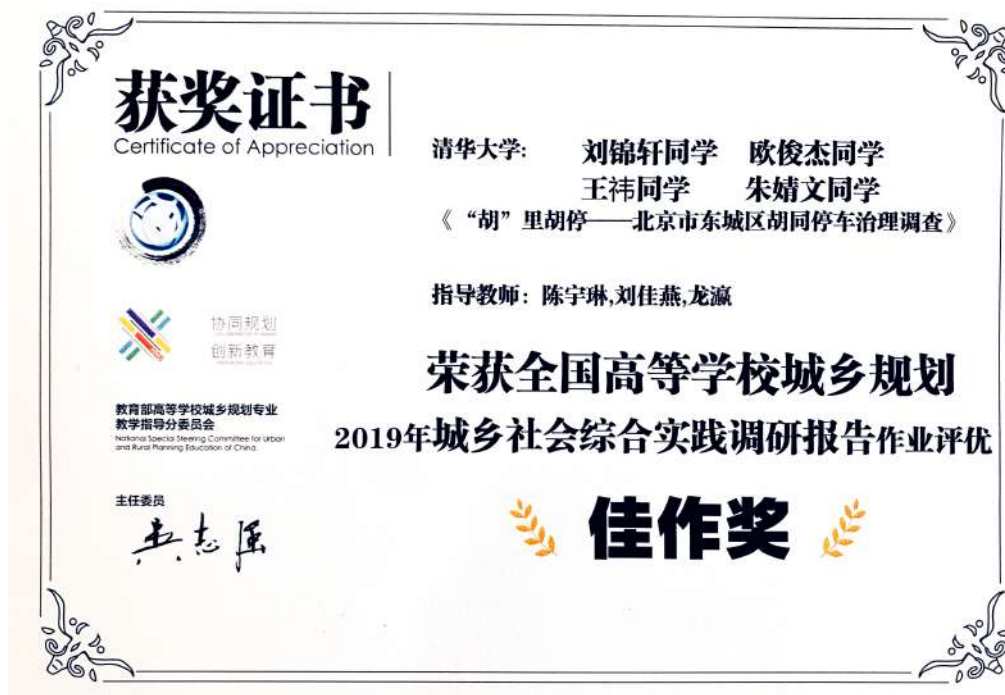 获奖证书
Certificate of Appreciation
清华大学: 刘锦轩同学 欧俊杰同学
王祎同学 朱婧文同学
《“胡”里胡停——北京市东城区胡同停车治理调查》
指导教师：陈宇琳,刘佳燕,龙瀛
协同规划
创新教育
荣获全国高等学校城乡规划
2019年城乡社会综合实践调研报告作业评优
佳作奖
教育部高等学校城乡规划专业
教学指导分委员会
National Special Steering Committee for Urban
and Rural Planning Education of China.
主任委员
吴志强